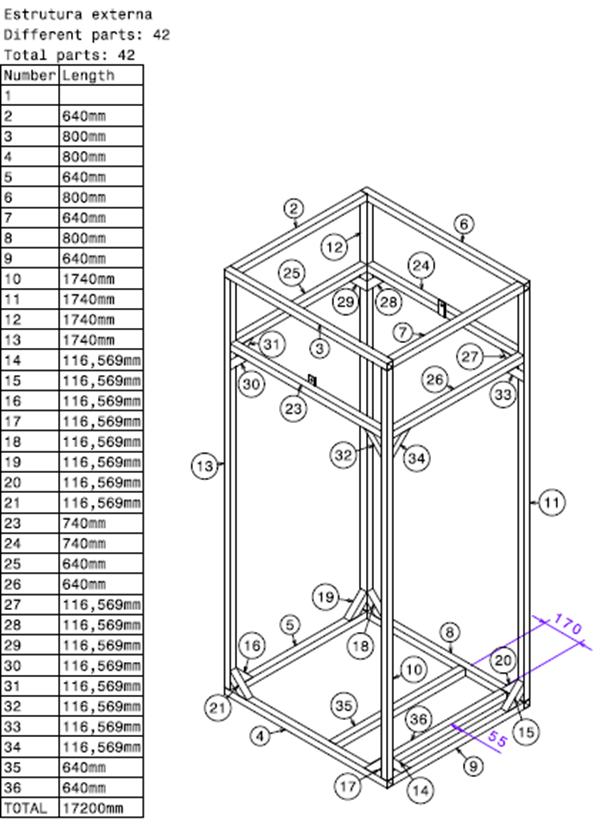 Estrutura externa
Different parts: 42
Total parts: 42
Number Length
1
2 640mm
3 800mm
4 800mm
5 640mm
6 800mm
7 640mm
8 800mm
9 640mm
10 1740mm
11 1740mm
12 1740mm
13 1740mm
14 116,569mm
15 116,569mm
16 116,569mm
17 116,569mm
18 116,569mm
19 116,569mm
20 116,569mm
21 116,569mm
23 740mm
24 740mm
25 640mm
26 640mm
27 116,569mm
28 116,569mm
29 116,569mm
30 116,569mm
31 116,569mm
32 116,569mm
33 116,569mm
34 116,569mm
35 640mm
36 640mm
TOTAL 17200mm
2
6
12
24
25
29
28
7
31
3
27
30
26
33
23
32
34
13
11
19
5
18
170
8
16
20
10
21
35
36
4
55
15
9
17
14